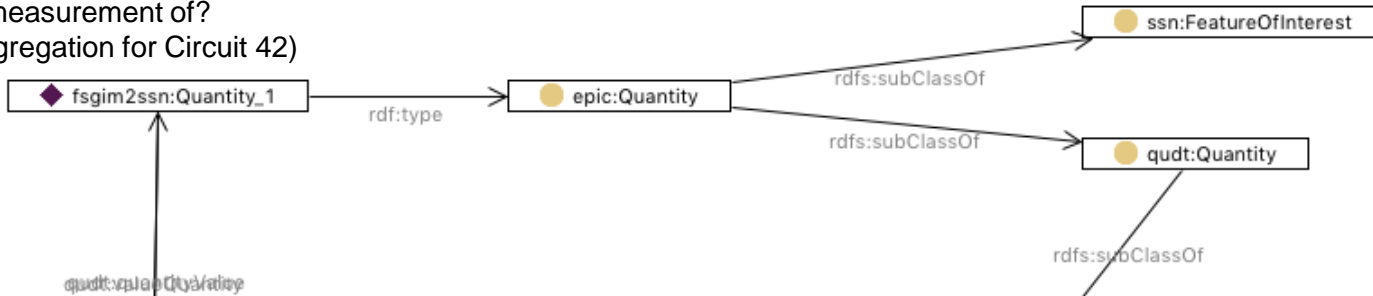 neasurement of?
gregation for Circuit 42)
ssn:FeatureOfInterest
fsgim2ssn:Quantity_1
epic:Quantity
rdfs:subClassOf
rdf:type
rdfs:subClassOf
qudt:Quantity
rdfs:subClassOf